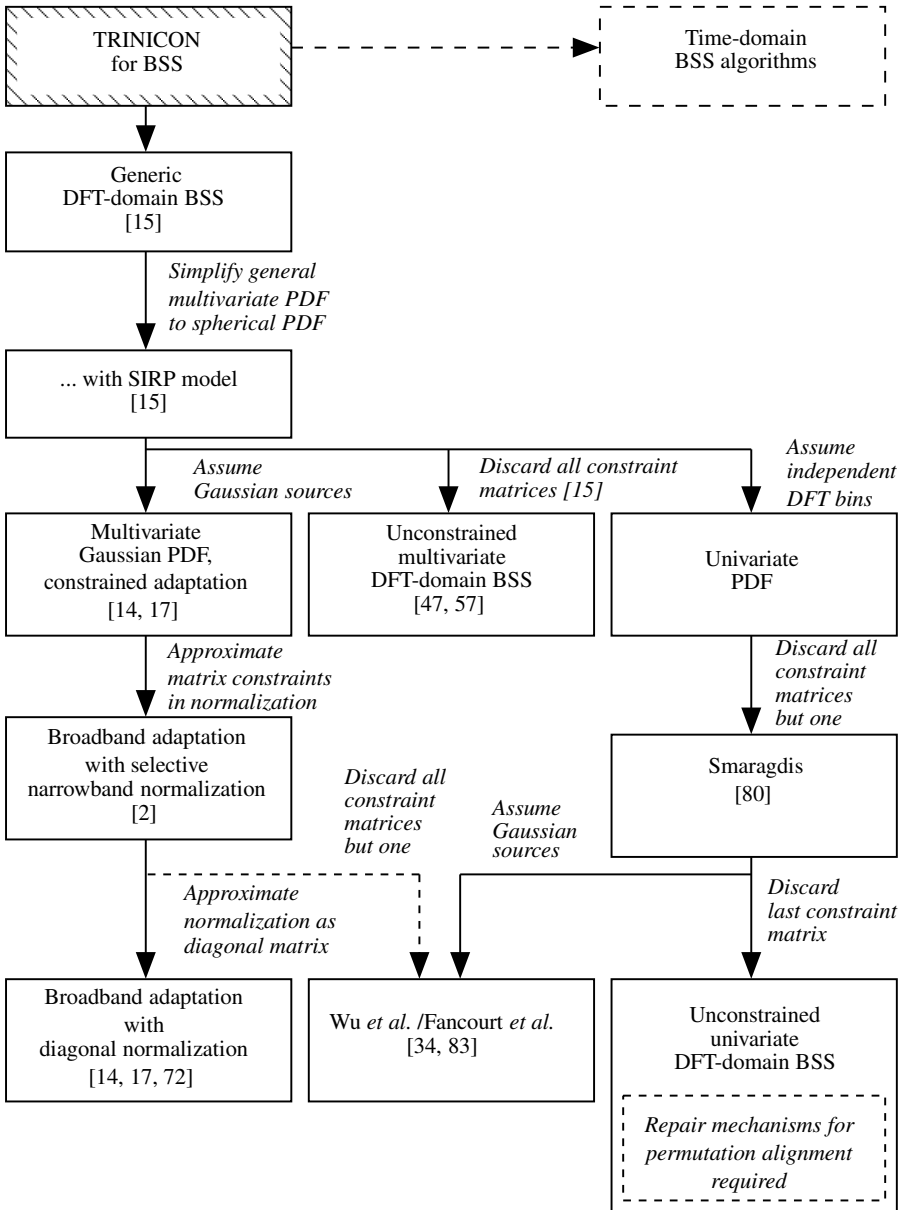 TRINICON
for BSS
Time-domain
BSS algorithms
Generic
DFT-domain BSS
[15]
Simplify general
multivariate PDF
to spherical PDF
... with SIRP model
[15]
Assume
Gaussian sources
Discard all constraint
matrices [15]
Assume
independent
DFT bins
Multivariate
Gaussian PDF,
constrained adaptation
[14, 17]
Unconstrained
multivariate
DFT-domain BSS
[47, 57]
Univariate
PDF
Approximate
matrix constraints
in normalization
Discard all
constraint
matrices
but one
Broadband adaptation
with selective
narrowband normalization
[2]
Discard all
constraint
matrices
but one
Assume
Gaussian
sources
Smaragdis
[80]
Approximate
normalization as
diagonal matrix
Discard
last constraint
matrix
Broadband adaptation
with
diagonal normalization
[14, 17, 72]
Wu et al. /Fancourt et al.
[34, 83]
Unconstrained
univariate
DFT-domain BSS
Repair mechanisms for
permutation alignment
required